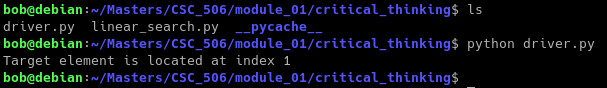 bob@debian:~/Masters/CSC_506/module_01/critical_thinking$ ls
driver.py  linear_search.py  __pycache__
bob@debian:~/Masters/CSC_506/module_01/critical_thinking$ python driver.py
Target element is located at index 1
bob@debian:~/Masters/CSC_506/module_01/critical_thinking$